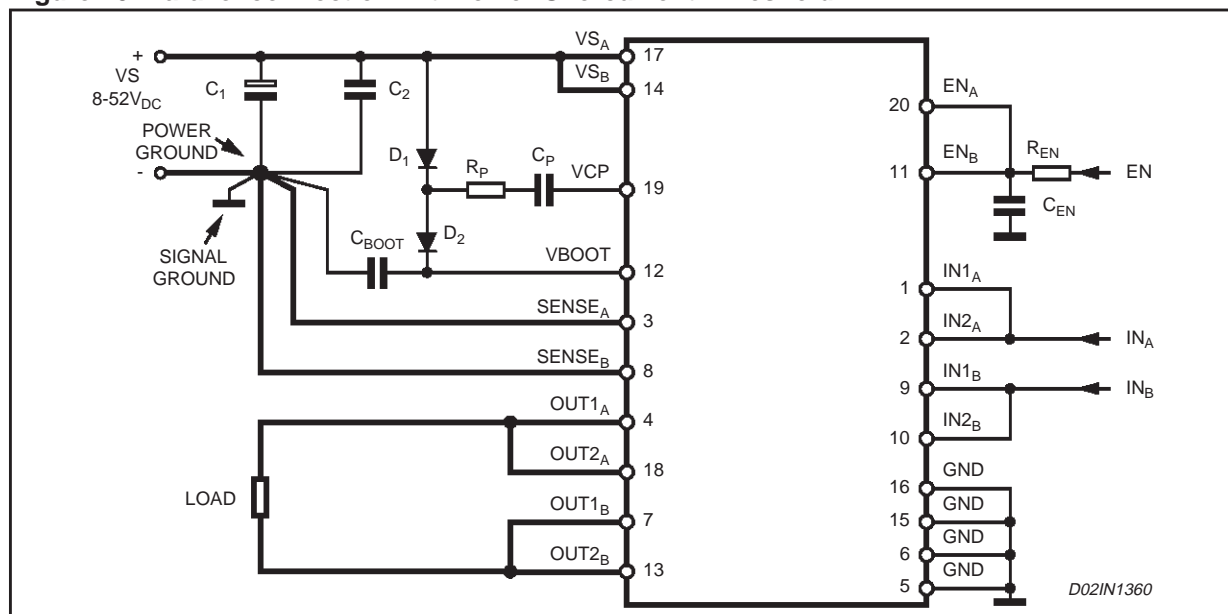 +
VS
8-52VDC
-
POWER
GROUND
SIGNAL
GROUND
C1
C2
D1
RP
CP
D2
CBOOT
VSA
17
VSB
14
VCP
19
VBOOT
12
SENSEA
3
SENSEB
8
OUT1A
4
OUT2A
18
OUT1B
7
OUT2B
13
LOAD
20
ENA
11
ENB
REN
EN
CEN
1
IN1A
2
IN2A
INA
9
IN1B
INB
10
IN2B
16
GND
15
GND
6
GND
5
GND
D02IN1360